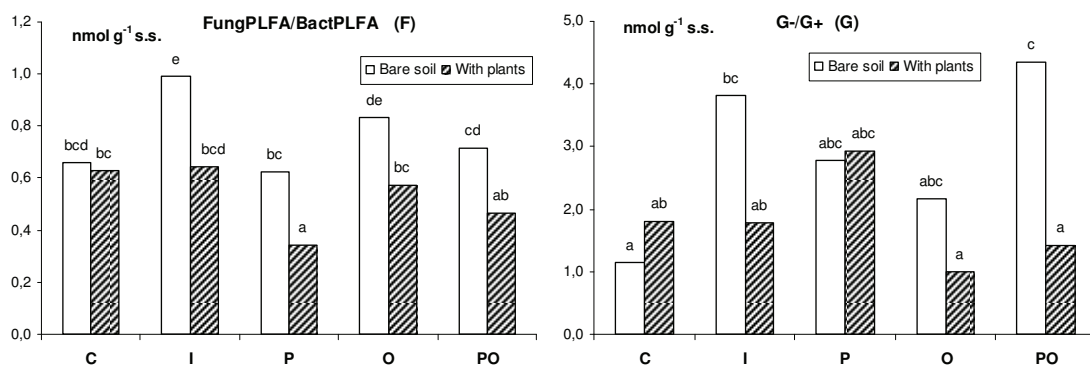 FungPLFA/BactPLFA (F)
nmol g⁻¹ s.s.
Bare soil With plants
1,2
1,0
0,8
0,6
0,4
0,2
0,0
bcd bc e bcd bc a de bc cd ab
C I P O PO
G-/G+ (G)
nmol g⁻¹ s.s.
Bare soil With plants
5,0
4,0
3,0
2,0
1,0
0,0
a ab bc ab abc abc abc a c a
C I P O PO